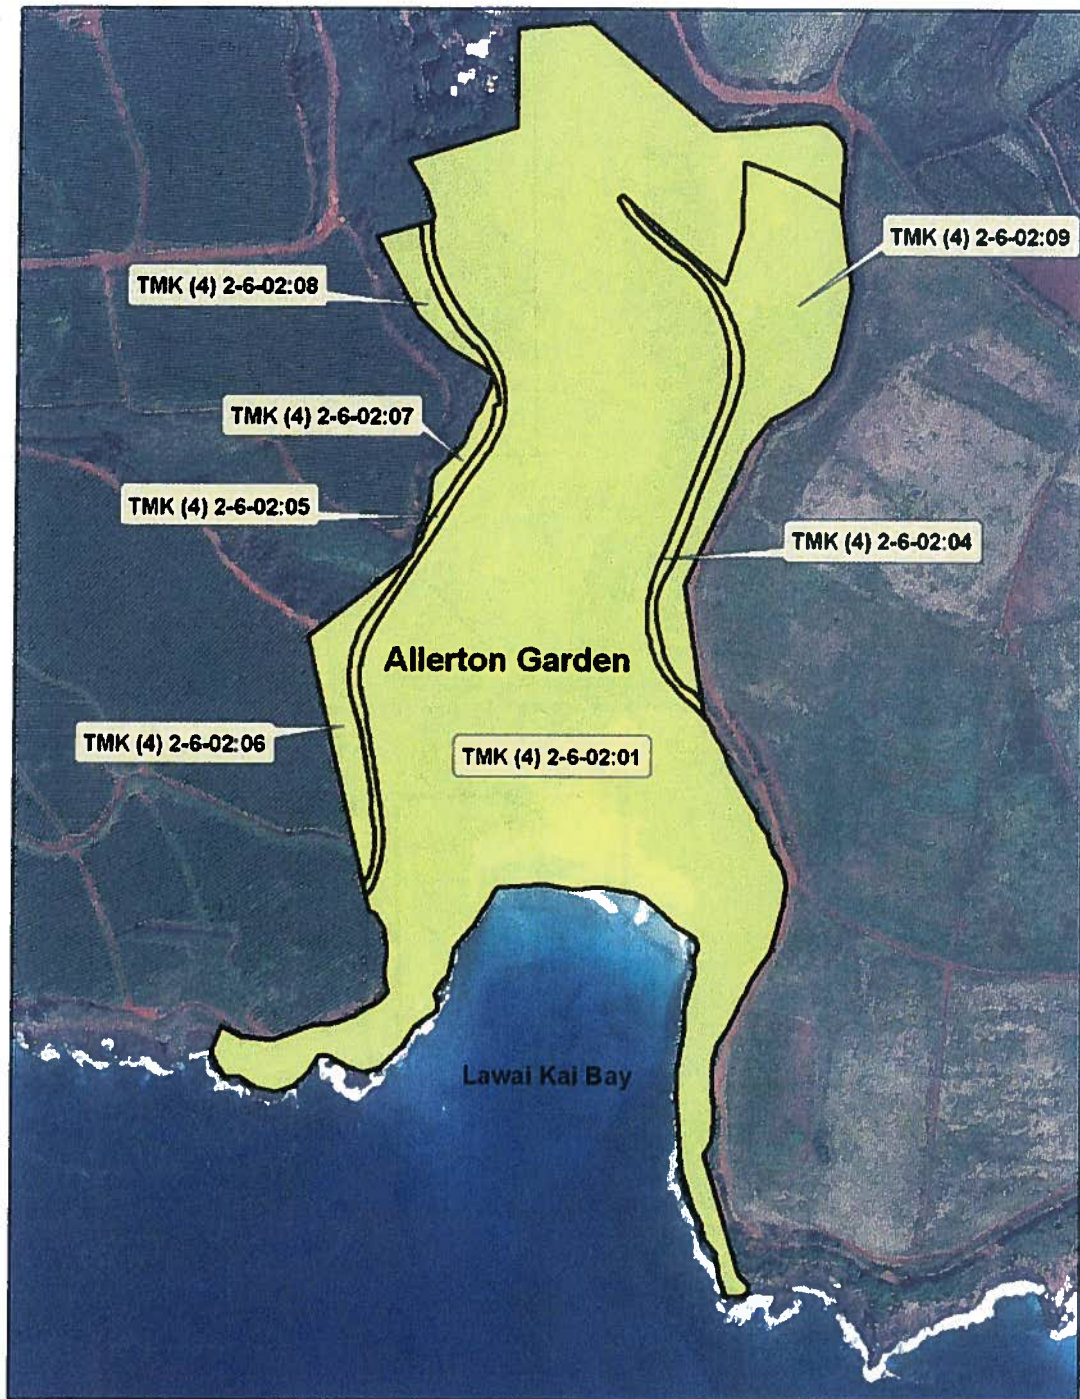 TMK (4) 2-6-02:09
TMK (4) 2-6-02:08
TMK (4) 2-6-02:07
TMK (4) 2-6-02:05
TMK (4) 2-6-02:04
Allerton Garden
TMK (4) 2-6-02:06
TMK (4) 2-6-02:01
Lawai Kai Bay